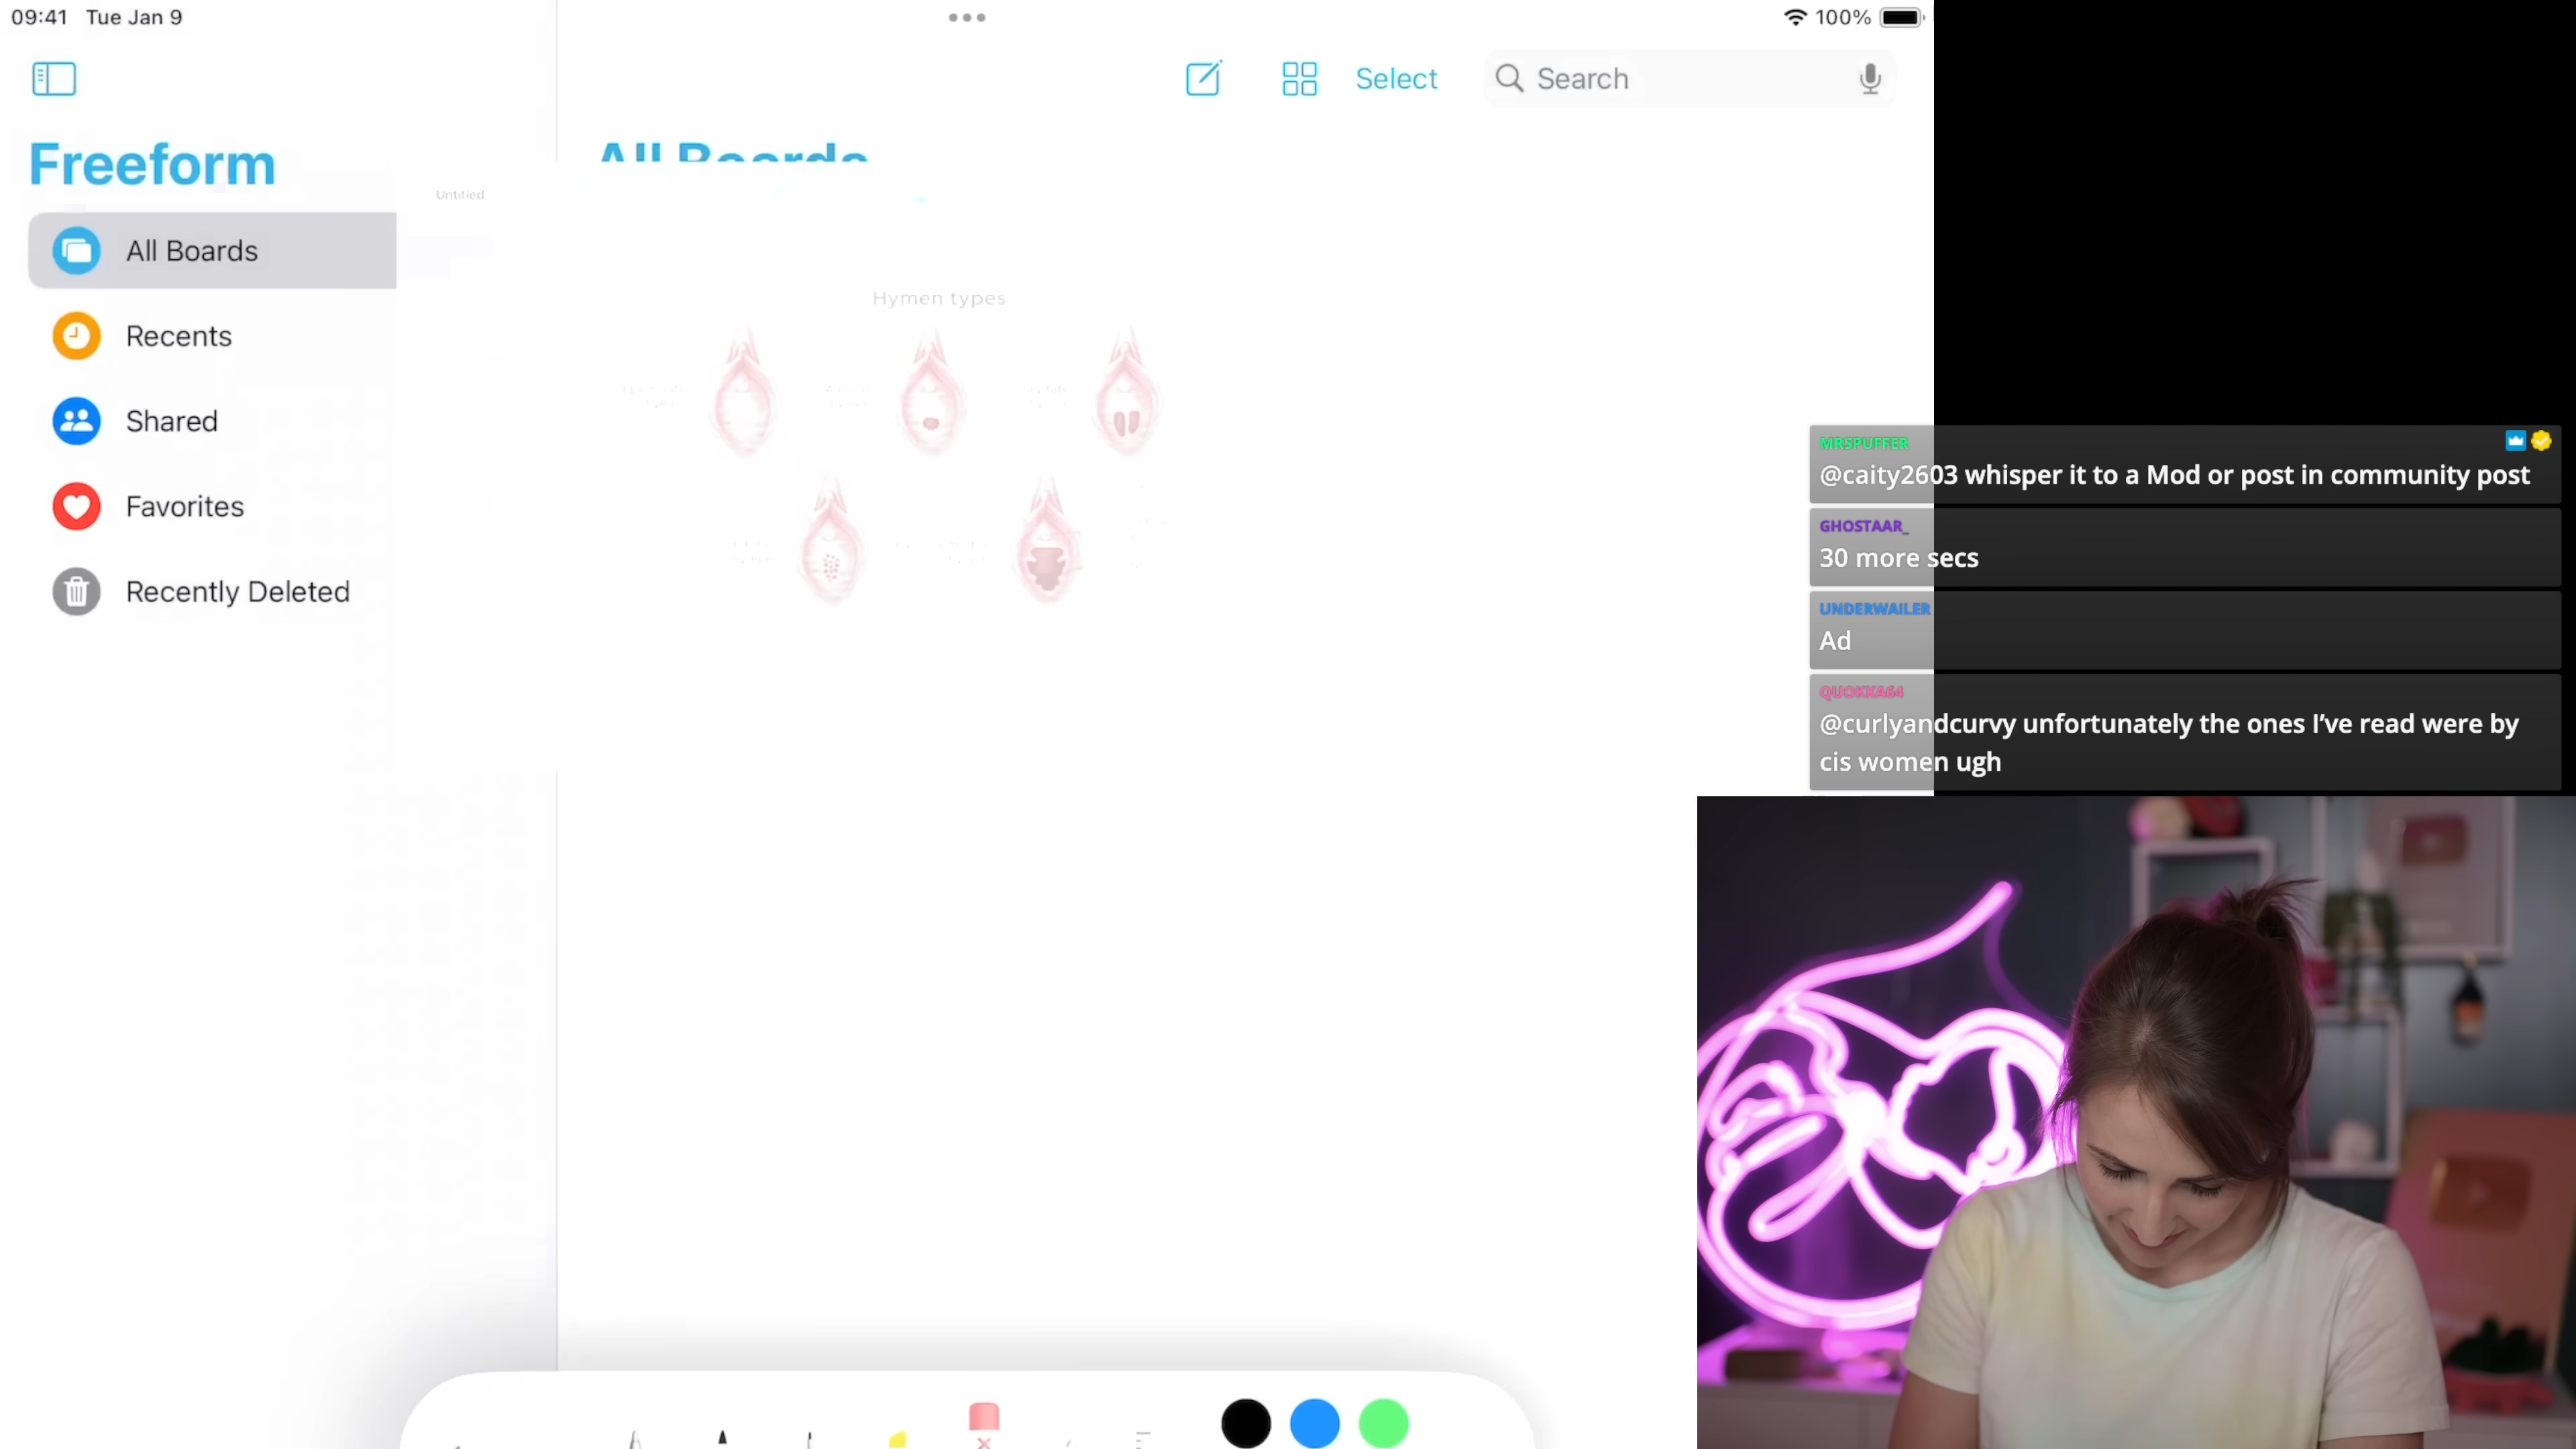 09:41 Tue Jan 9
100%
Select
Search
Freeform
All Boards
Untitled
All Boards
Recents
Shared
Favorites
Recently Deleted
Hymen types
MRSPUFFER
@caity2603 whisper it to a Mod or post in community post
GHOSTAAR_
30 more secs
UNDERWAILER
Ad
QUOKKA64
@curlyandcurvy unfortunately the ones I’ve read were by
cis women ugh